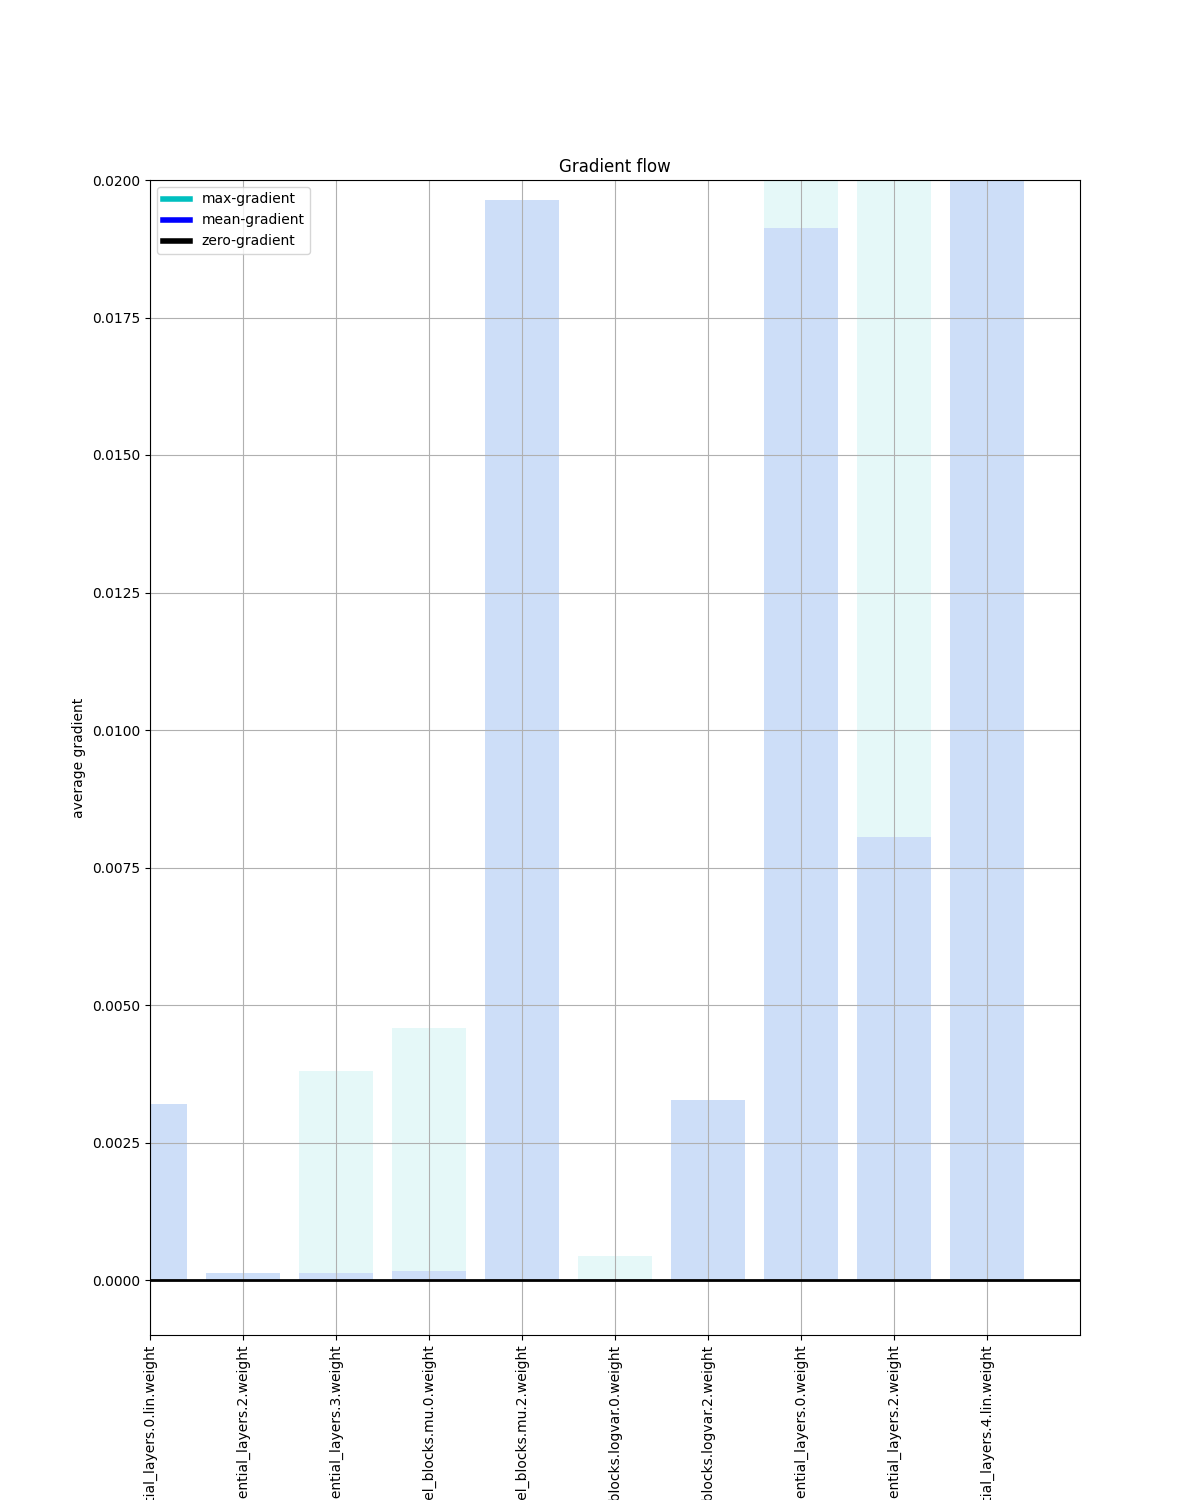 Gradient flow
max-gradient
mean-gradient
zero-gradient
0.0200
0.0175
0.0150
0.0125
0.0100
0.0075
0.0050
0.0025
0.0000
average gradient
tial_layers.0.lin.weight
ential_layers.2.weight
ential_layers.3.weight
el_blocks.mu.0.weight
el_blocks.mu.2.weight
blocks.logvar.0.weight
blocks.logvar.2.weight
ential_layers.0.weight
ential_layers.2.weight
tial_layers.4.lin.weight